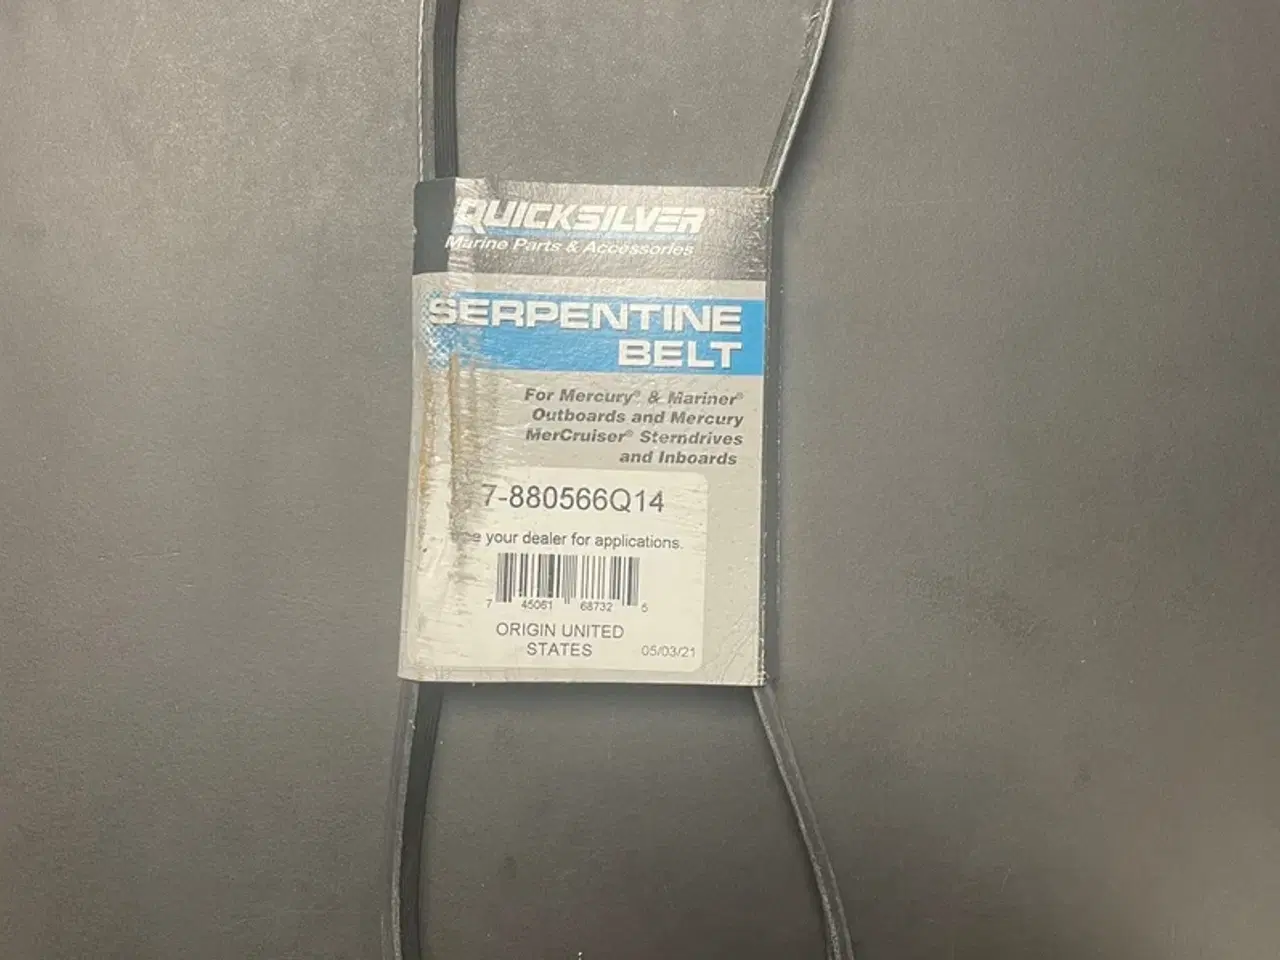 QUICKSILVER
Marine Parts & Accessories
SERPENTINE
BELT
For Mercury® & Mariner®
Outboards and Mercury
MerCruiser® Sterndrives
and Inboards
7-880566Q14
your dealer for applications.
7 45061 68732 5
ORIGIN UNITED
STATES
05/03/21